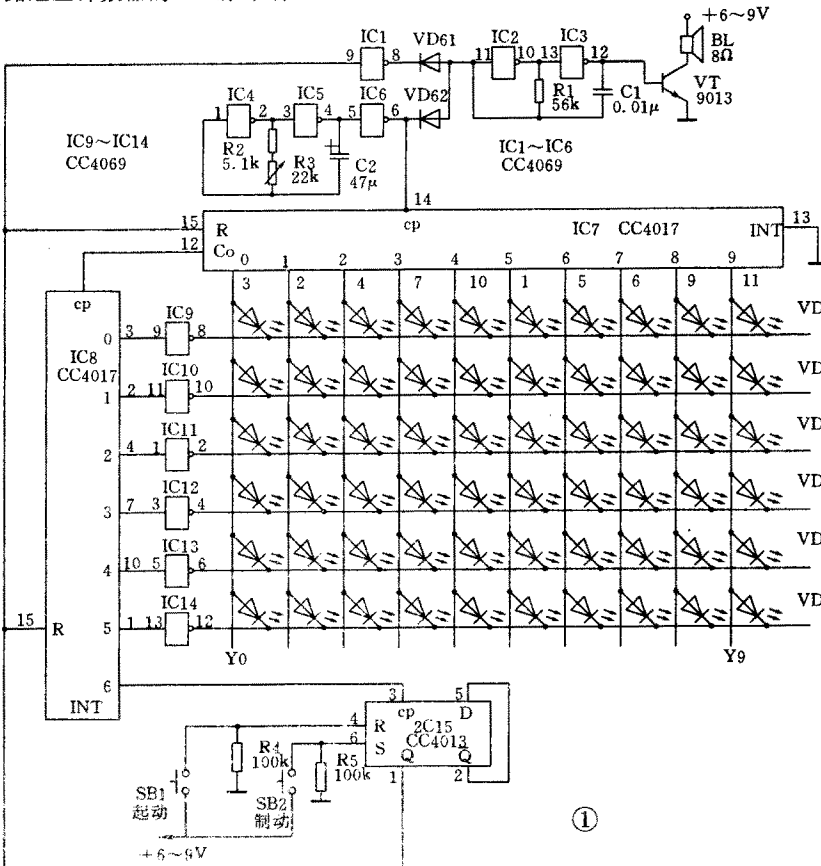 +6～9V
IC1
VD61
IC2
IC3
BL
8Ω
9
8
11
10
13
12
R1
56k
C1
0.01μ
VT
9013
IC4
IC5
IC6
VD62
1
2
3
4
5
6
IC9～IC14
CC4069
R2
5.1k
R3
22k
+
C2
47μ
IC1～IC6
CC4069
14
cp
15
R
IC7 CC4017
INT
13
12
Co
0 1 2 3 4 5 6 7 8 9
3 2 4 7 10 1 5 6 9 11
cp
IC8
CC4017
0 3 9 IC9 8
VD
1 2 11 IC10 10
VD
2 4 1 IC11 2
VD
3 7 3 IC12 4
VD
4 10 5 IC13 6
VD
15
R
5 1 13 IC14 12
VD
Y0
Y9
6
INT
3
5
cp
D
4
R
2C15
6
S
CC4013
Q
Q
1
2
R4
100k
R5
100k
SB1
起动
SB2
制动
+6～9V
①